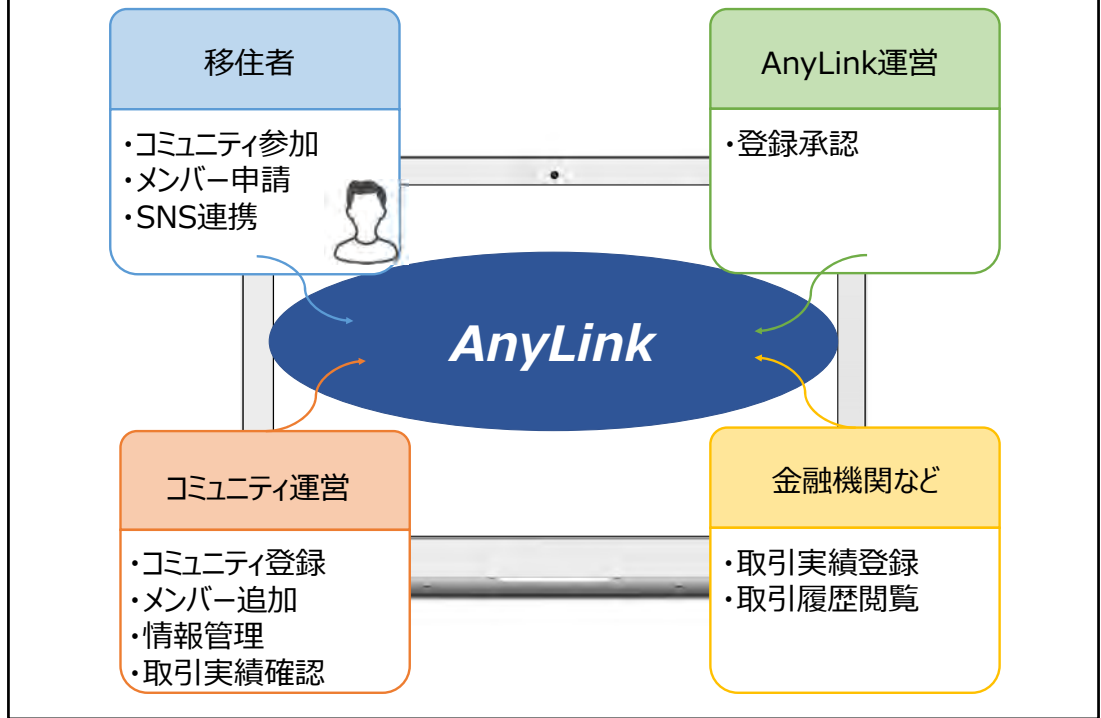 移住者
・コミュニティ参加
・メンバー申請
・SNS連携
AnyLink運営
・登録承認
AnyLink
コミュニティ運営
・コミュニティ登録
・メンバー追加
・情報管理
・取引実績確認
金融機関など
・取引実績登録
・取引履歴閲覧